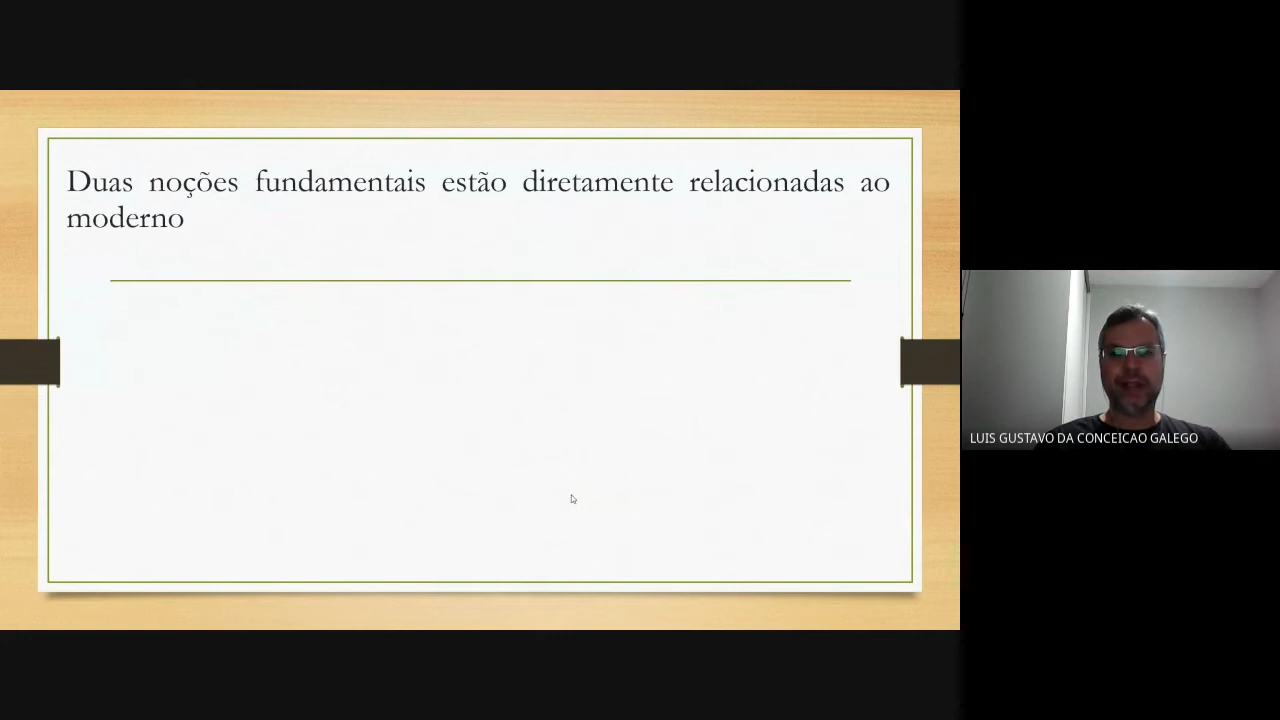 Duas noções fundamentais estão diretamente relacionadas ao
moderno
LUIS GUSTAVO DA CONCEICAO GALEGO